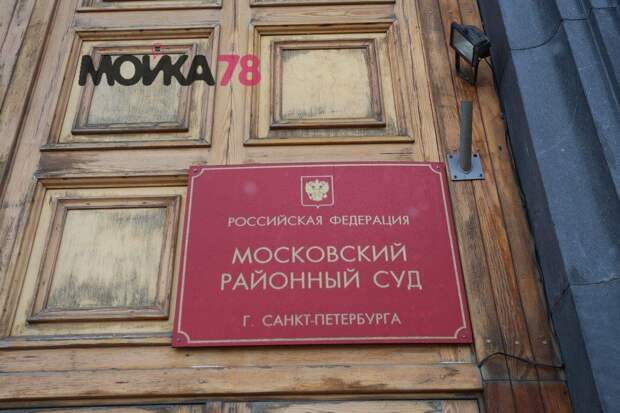 МОЙКА78
РОССИЙСКАЯ ФЕДЕРАЦИЯ
МОСКОВСКИЙ
РАЙОННЫЙ СУД
Г. САНКТ-ПЕТЕРБУРГА